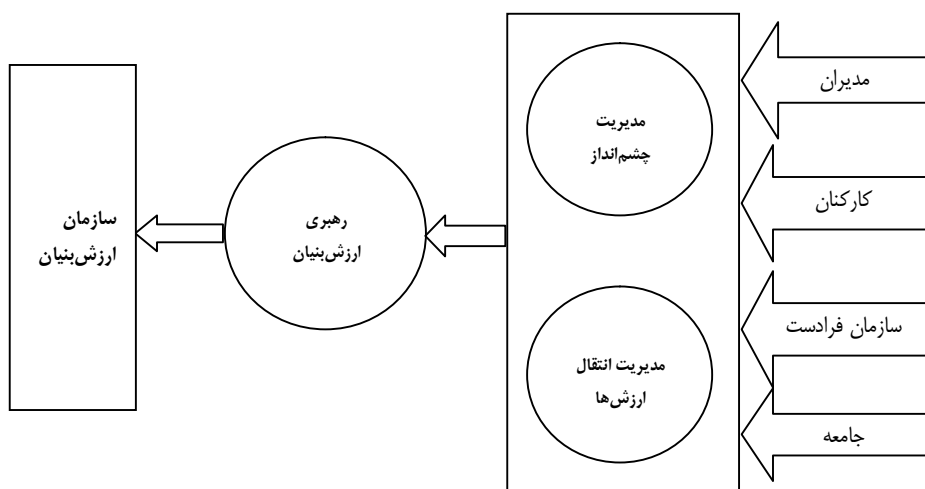 مدیران
کارکنان
سازمان فرادست
جامعه
مدیریت
چشم‌انداز
مدیریت انتقال
ارزش‌ها
رهبری
ارزش‌بنیان
سازمان
ارزش‌بنیان